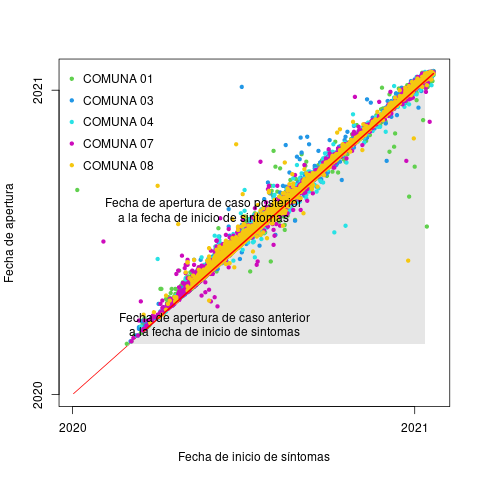 COMUNA 01
COMUNA 03
COMUNA 04
COMUNA 07
COMUNA 08
Fecha de apertura de caso posterior
a la fecha de inicio de síntomas
Fecha de apertura de caso anterior
a la fecha de inicio de síntomas
Fecha de apertura
2021
2020
2020
2021
Fecha de inicio de síntomas